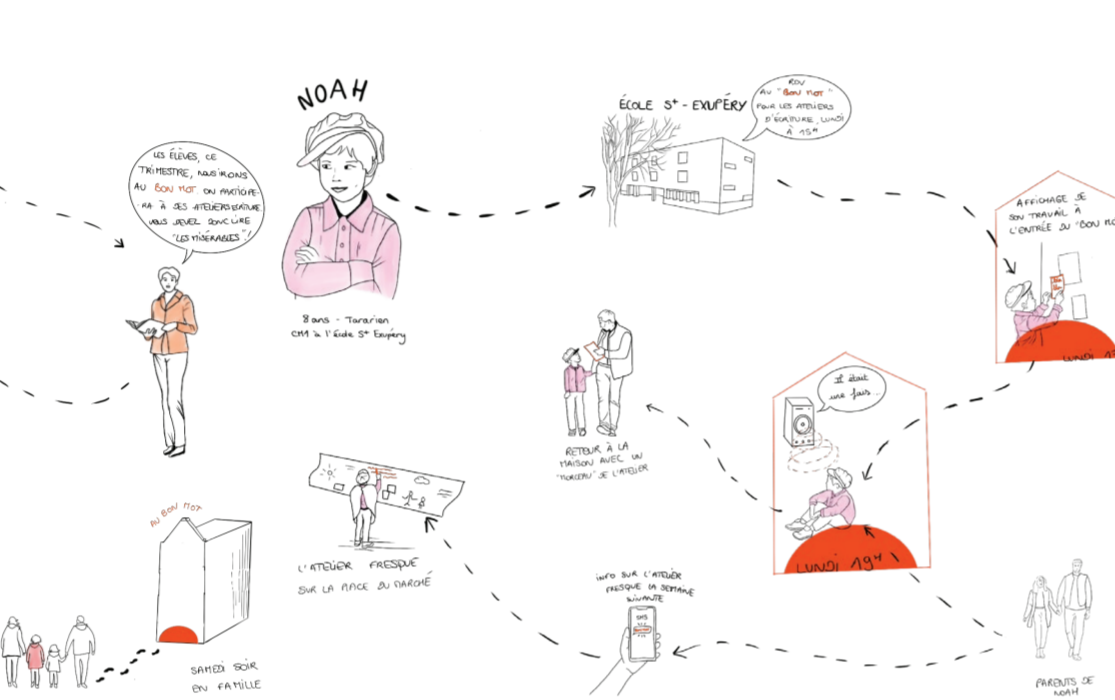 NOAH
8 ans - Tararien
CM1 à l'École St Exupéry
LES ÉLÈVES, CE
TRIMESTRE, NOUS IRONS
AU BON MOT. ON PARTICIPE-
RA À DES ATELIERS ECRITURE.
VOUS DEVEZ DONC LIRE
"LES MISÉRABLES"!
ÉCOLE St - EXUPÉRY
RDV
AU "BON MOT"
POUR LES ATELIERS
D'ÉCRITURE, LUNDI
À 15H
AFFICHAGE DE
SON TRAVAIL À
L'ENTRÉE DU "BON MO
LUNDI
Il était
une fois...
LUNDI 19H
RETOUR À LA
MAISON AVEC UN
"MORCEAU" DE L'ATELIER
L'ATELIER FRESQUE
SUR LA PLACE DU MARCHÉ
INFO SUR L'ATELIER
FRESQUE LA SEMAINE
SUIVANTE
SMS
PARENTS DE
NOAH
AU BON MOT
SAMEDI SOIR
EN FAMILLE